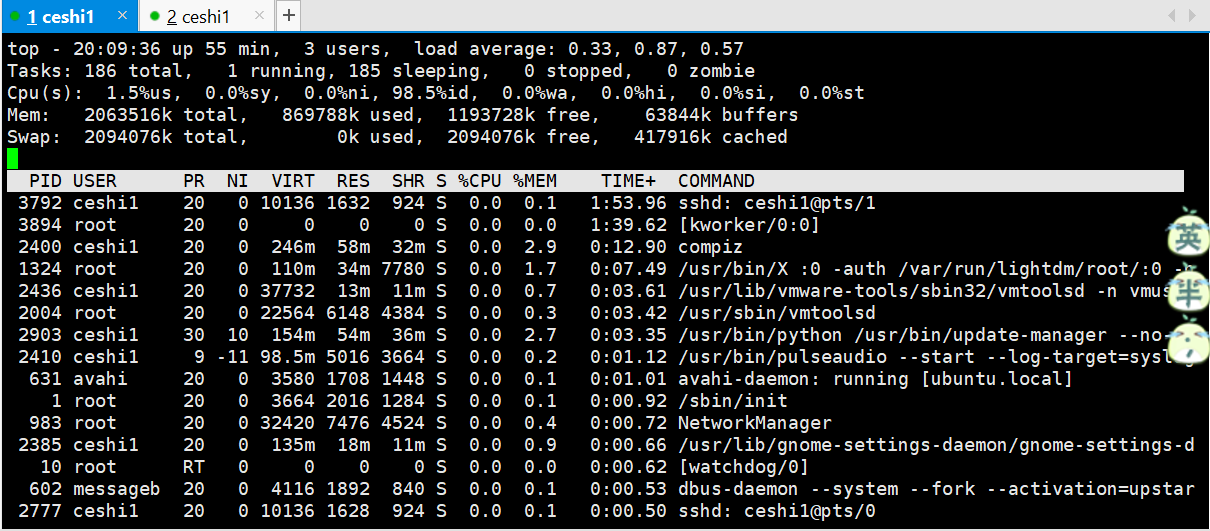 1 ceshi1 × 2 ceshi1 × +
top - 20:09:36 up 55 min,  3 users,  load average: 0.33, 0.87, 0.57
Tasks: 186 total,   1 running, 185 sleeping,   0 stopped,   0 zombie
Cpu(s):  1.5%us,  0.0%sy,  0.0%ni, 98.5%id,  0.0%wa,  0.0%hi,  0.0%si,  0.0%st
Mem:   2063516k total,   869788k used,  1193728k free,    63844k buffers
Swap:  2094076k total,        0k used,  2094076k free,   417916k cached
  PID USER      PR  NI  VIRT  RES  SHR S %CPU %MEM    TIME+  COMMAND
 3792 ceshi1    20   0 10136 1632  924 S  0.0  0.1   1:53.96 sshd: ceshi1@pts/1
 3894 root      20   0     0    0    0 S  0.0  0.0   1:39.62 [kworker/0:0]
 2400 ceshi1    20   0  246m  58m  32m S  0.0  2.9   0:12.90 compiz
 1324 root      20   0  110m  34m 7780 S  0.0  1.7   0:07.49 /usr/bin/X :0 -auth /var/run/lightdm/root/:0
 2436 ceshi1    20   0 37732  13m  11m S  0.0  0.7   0:03.61 /usr/lib/vmware-tools/sbin32/vmtoolsd -n vmus
 2004 root      20   0 22564 6148 4384 S  0.0  0.3   0:03.42 /usr/sbin/vmtoolsd
 2903 ceshi1    30  10  154m  54m  36m S  0.0  2.7   0:03.35 /usr/bin/python /usr/bin/update-manager --no-
 2410 ceshi1     9 -11 98.5m 5016 3664 S  0.0  0.2   0:01.12 /usr/bin/pulseaudio --start --log-target=syslog
  631 avahi     20   0  3580 1708 1448 S  0.0  0.1   0:01.01 avahi-daemon: running [ubuntu.local]
    1 root      20   0  3664 2016 1284 S  0.0  0.1   0:00.92 /sbin/init
  983 root      20   0 32420 7476 4524 S  0.0  0.4   0:00.72 NetworkManager
 2385 ceshi1    20   0  135m  18m  11m S  0.0  0.9   0:00.66 /usr/lib/gnome-settings-daemon/gnome-settings-d
   10 root      RT   0     0    0    0 S  0.0  0.0   0:00.62 [watchdog/0]
  602 messageb  20   0  4116 1892  840 S  0.0  0.1   0:00.53 dbus-daemon --system --fork --activation=upstar
 2777 ceshi1    20   0 10136 1628  924 S  0.0  0.1   0:00.50 sshd: ceshi1@pts/0
英
半